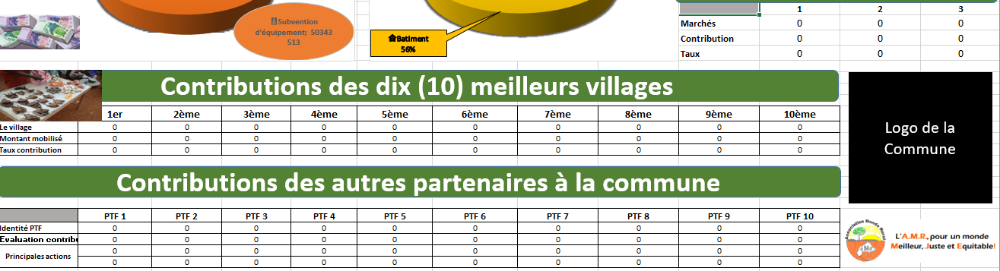 Subvention
d'équipement; 50343
513
Batiment
56%
1 2 3
Marchés 0 0 0
Contribution 0 0 0
Taux 0 0 0
Contributions des dix (10) meilleurs villages
1er 2ème 3ème 4ème 5ème 6ème 7ème 8ème 9ème 10ème
Le village 0 0 0 0 0 0 0 0 0 0
Montant mobilisé 0 0 0 0 0 0 0 0 0 0
Taux contribution 0 0 0 0 0 0 0 0 0 0
Logo de la
Commune
Contributions des autres partenaires à la commune
PTF 1 PTF 2 PTF 3 PTF 4 PTF 5 PTF 6 PTF 7 PTF 8 PTF 9 PTF 10
Identité PTF 0 0 0 0 0 0 0 0 0 0
Evaluation contribu 0 0 0 0 0 0 0 0 0 0
Principales actions 0 0 0 0 0 0 0 0 0 0
0 0 0 0 0 0 0 0 0 0
Association Monde Rural
L'A.M.R., pour un monde
Meilleur, Juste et Equitable!